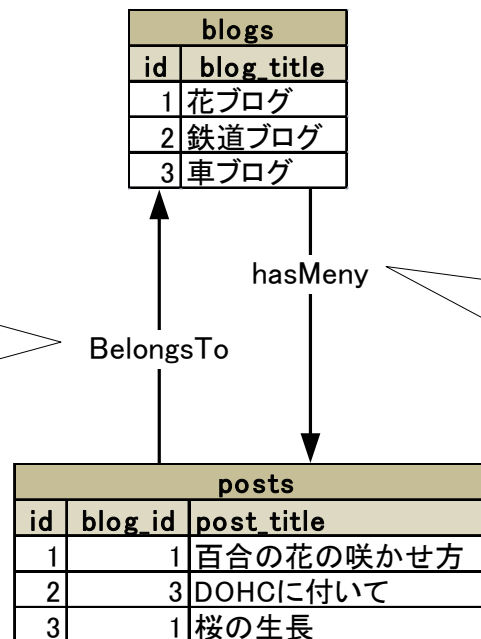 blogs
id blog_title
1 花ブログ
2 鉄道ブログ
3 車ブログ
hasMeny
BelongsTo
posts
id blog_id post_title
1 1 百合の花の咲かせ方
2 3 DOHCに付いて
3 1 桜の生長